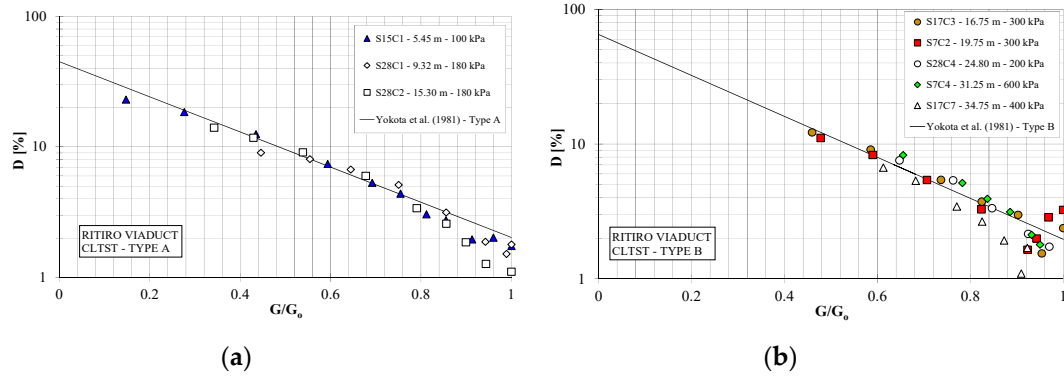 (a)
100
10
1
D [%]
S15C1 - 5.45 m - 100 kPa
S28C1 - 9.32 m - 180 kPa
S28C2 - 15.30 m - 180 kPa
Yokota et al. (1981) - Type A
RITIRO VIADUCT
CLTST - TYPE A
0 0.2 0.4 0.6 0.8 1
G/Go
(a)
(b)
100
10
1
D [%]
S17C3 - 16.75 m - 300 kPa
S7C2 - 19.75 m - 300 kPa
S28C4 - 24.80 m - 200 kPa
S7C4 - 31.25 m - 600 kPa
S17C7 - 34.75 m - 400 kPa
Yokota et al. (1981) - Type B
RITIRO VIADUCT
CLTST - TYPE B
0 0.2 0.4 0.6 0.8 1
G/Go
(b)